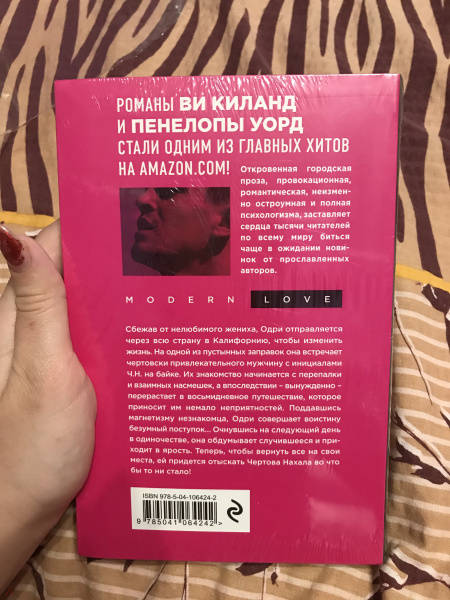 РОМАНЫ ВИ КИЛАНД
И ПЕНЕЛОПЫ УОРД
СТАЛИ ОДНИМ ИЗ ГЛАВНЫХ ХИТОВ
НА AMAZON.COM!
Откровенная городская
проза, провокационная,
романтическая, неизмен-
но остроумная и полная
психологизма, заставляет
сердца тысячи читателей
по всему миру биться
чаще в ожидании нови-
нок от прославленных
авторов.
MODERN LOVE
Сбежав от нелюбимого жениха, Одри отправляется
через всю страну в Калифорнию, чтобы изменить
жизнь. На одной из пустынных заправок она встречает
чертовски привлекательного мужчину с инициалами
Ч.Н. на байке. Их знакомство начинается с перепалки
и взаимных насмешек, а впоследствии – вынужденно –
перерастает в восьмидневное путешествие, которое
приносит им немало неприятностей. Поддавшись
магнетизму незнакомца, Одри совершает воистину
безумный поступок... Очнувшись на следующий день
в одиночестве, она обдумывает случившееся и при-
ходит в ярость. Теперь, чтобы вернуть все на свои
места, ей придется отыскать Чертова Нахала во что
бы то ни стало!
ISBN 978-5-04-106424-2
9 785041 064242 >